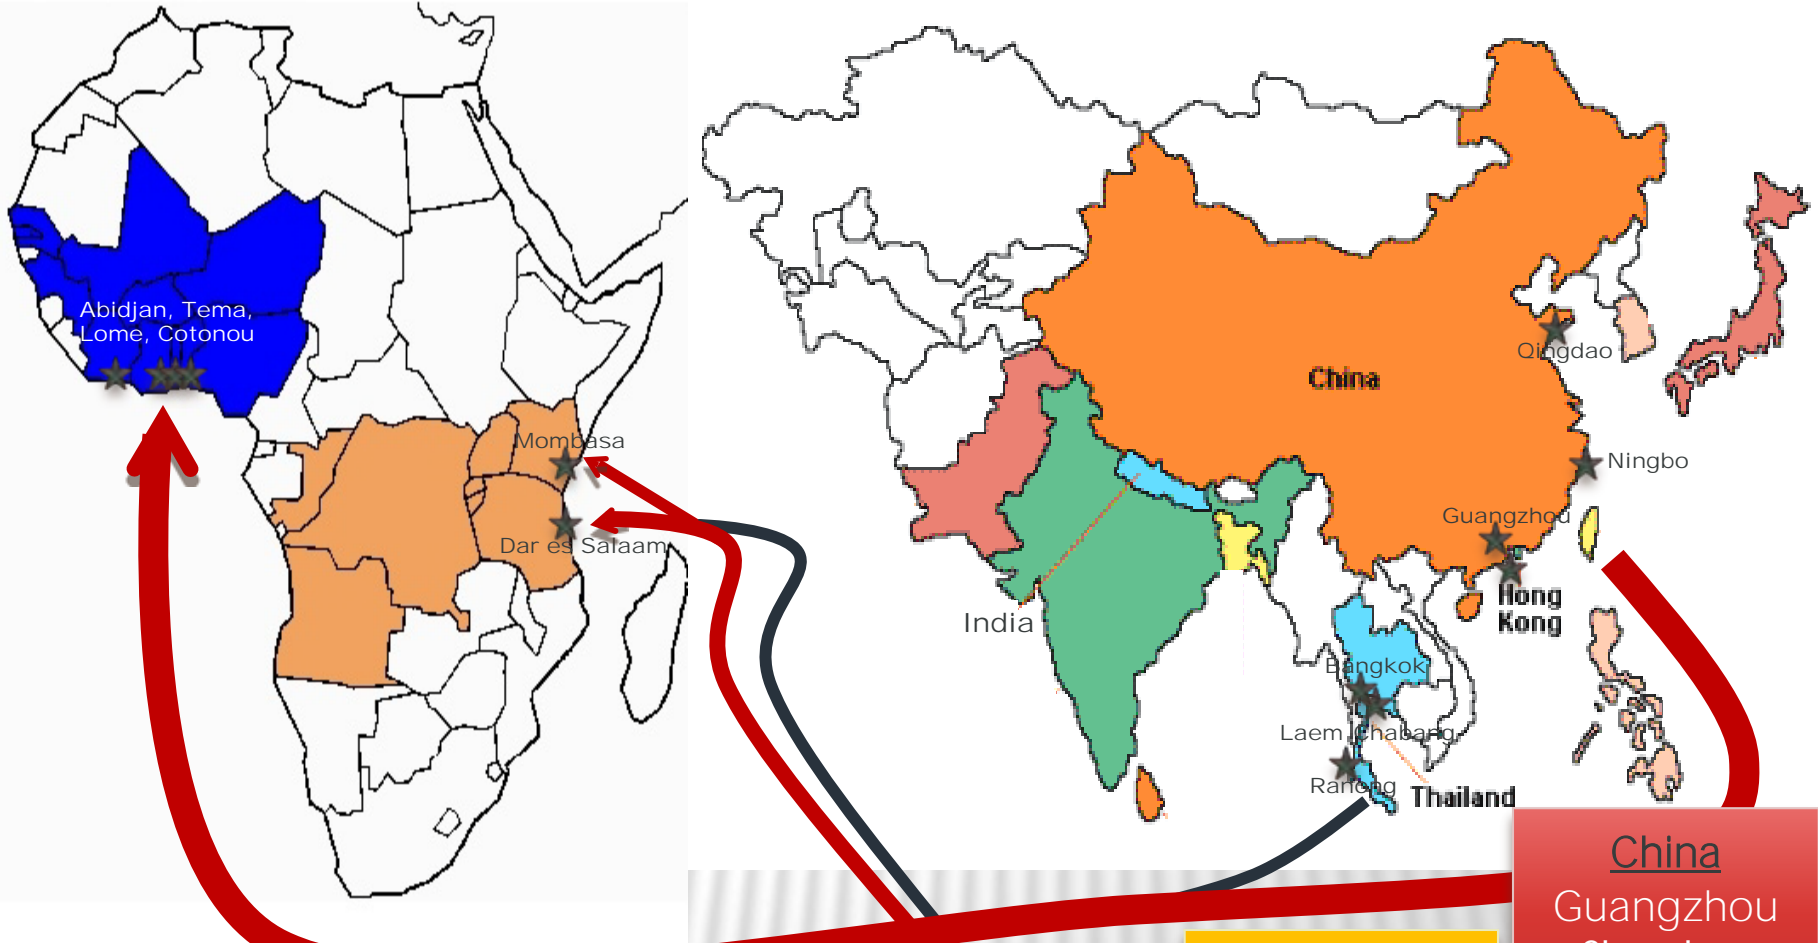 Abidjan, Tema,
Lome, Cotonou
Mombasa
Dar es Salaam
China
Qingdao
Ningbo
Guangzhou
Hong
Kong
India
Bangkok
Laem Chabang
Ranong
Thailand
China
Guangzhou